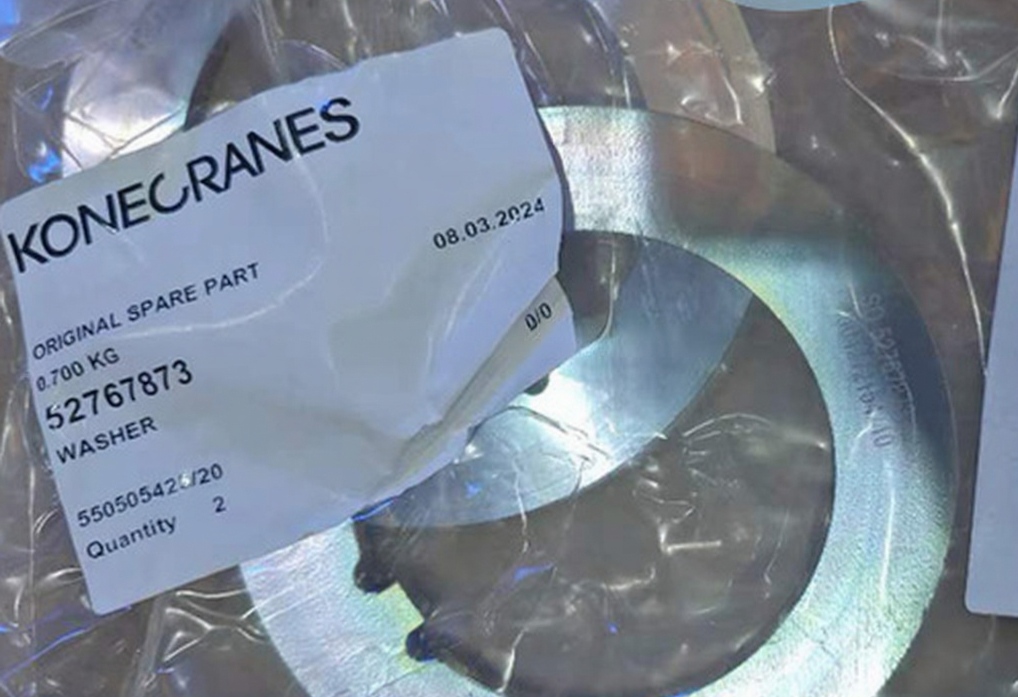 KONECRANES
08.03.2024
ORIGINAL SPARE PART
0.700 KG
0/0
52767873
WASHER
Quantity 2